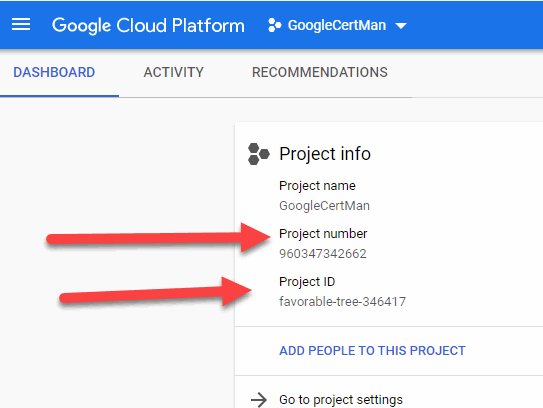 Google Cloud Platform GoogleCertMan
DASHBOARD ACTIVITY RECOMMENDATIONS
Project info
Project name
GoogleCertMan
Project number
960347342662
Project ID
favorable-tree-346417
ADD PEOPLE TO THIS PROJECT
Go to project settings